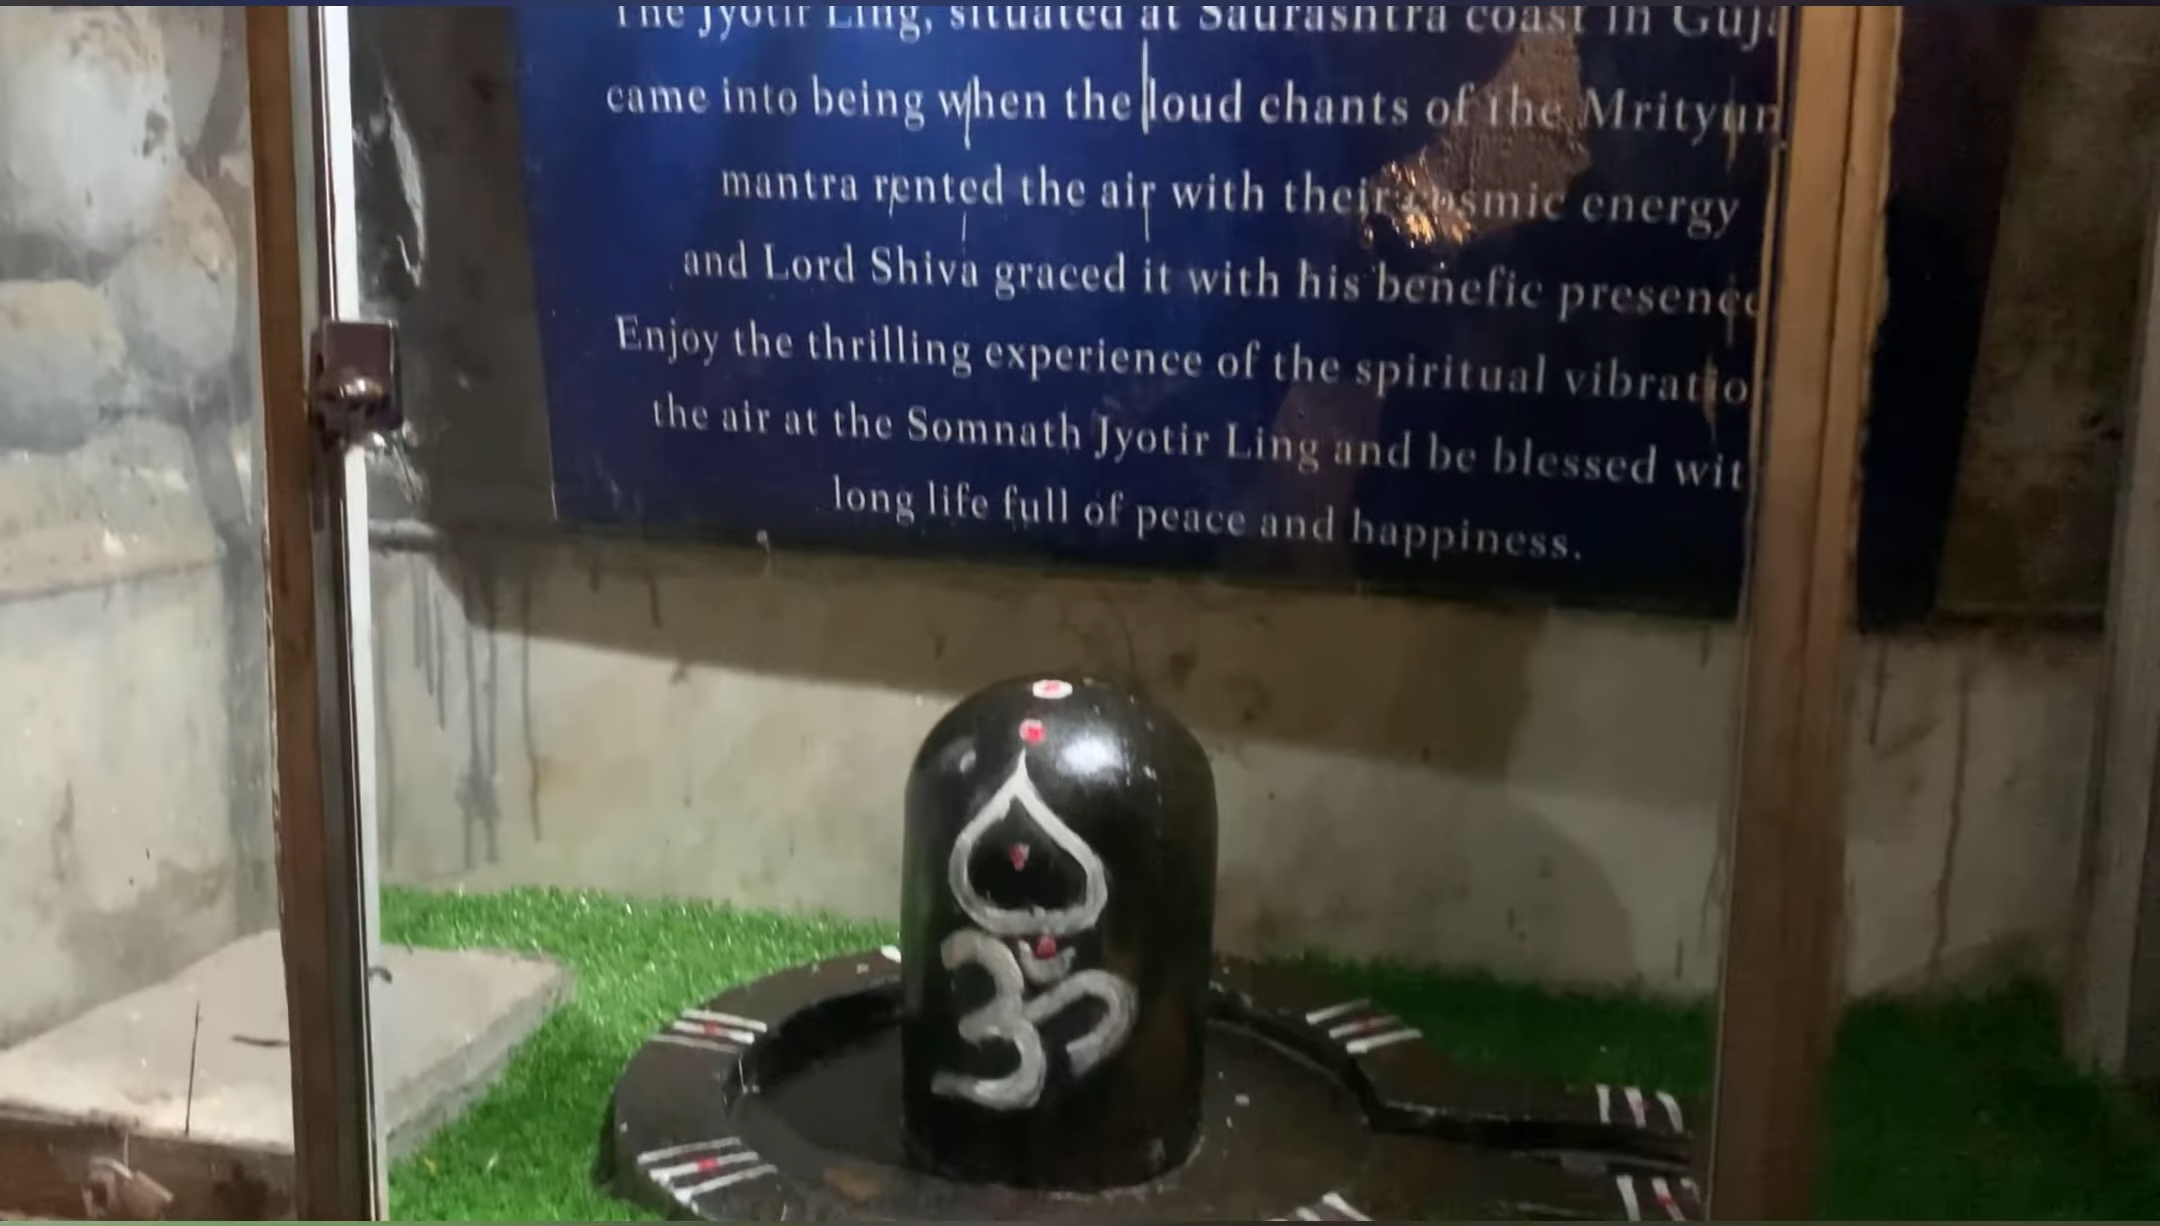 The Jyotir Ling, situated at Saurashtra coast in
came into being when the loud chants of the
mantra rented the air with their cosmic energy
and Lord Shiva graced it with his benefic
Enjoy the thrilling experience of the spiritual
the air at the Somnath Jyotir Ling and be blessed
long life full of peace and happiness.
ॐ